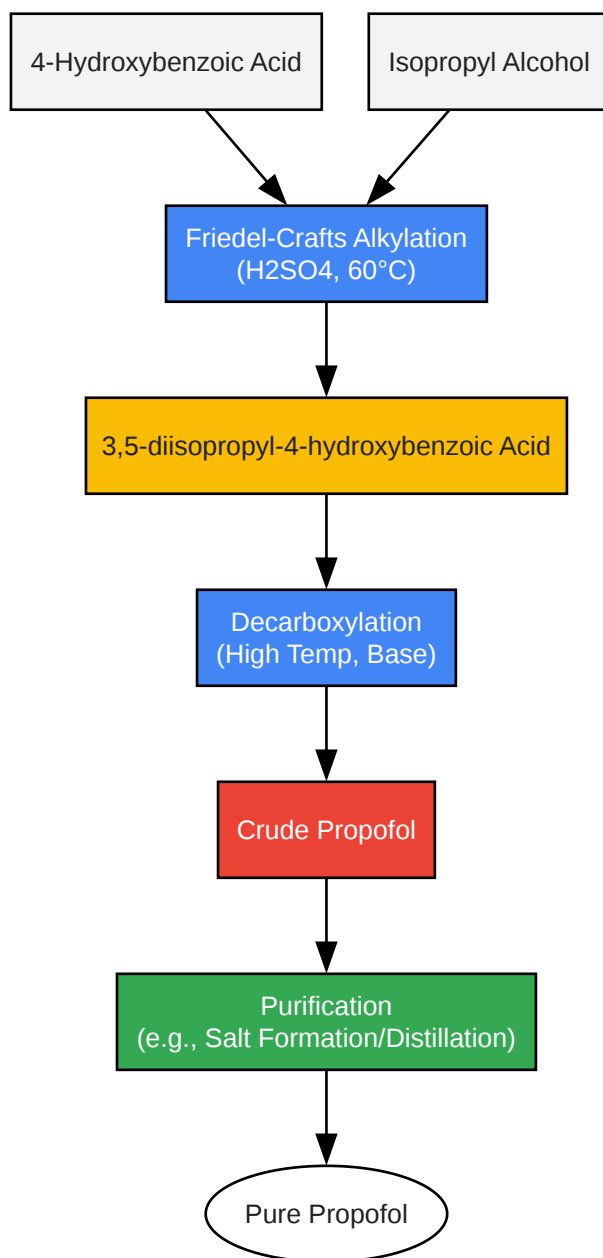 4-Hydroxybenzoic Acid
Isopropyl Alcohol
Friedel-Crafts Alkylation
(H2SO4, 60°C)
3,5-diisopropyl-4-hydroxybenzoic Acid
Decarboxylation
(High Temp, Base)
Crude Propofol
Purification
(e.g., Salt Formation/Distillation)
Pure Propofol